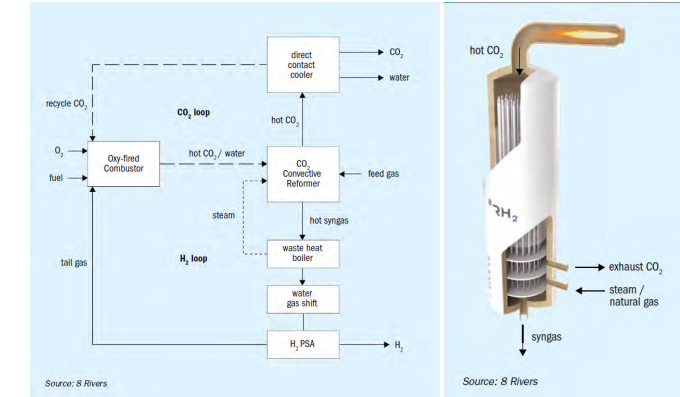 direct
contact
cooler
CO₂
water
recycle CO₂
CO₂ loop
hot CO₂
O₂
fuel
Oxy-fired
Combustor
hot CO₂/ water
CO₂
Convective
Reformer
feed gas
steam
hot syngas
tail gas
H₂ loop
waste heat
boiler
water
gas shift
H₂ PSA
H₂
Source: 8 Rivers
hot CO₂
⁸RH₂
exhaust CO₂
steam /
natural gas
syngas
Source: 8 Rivers